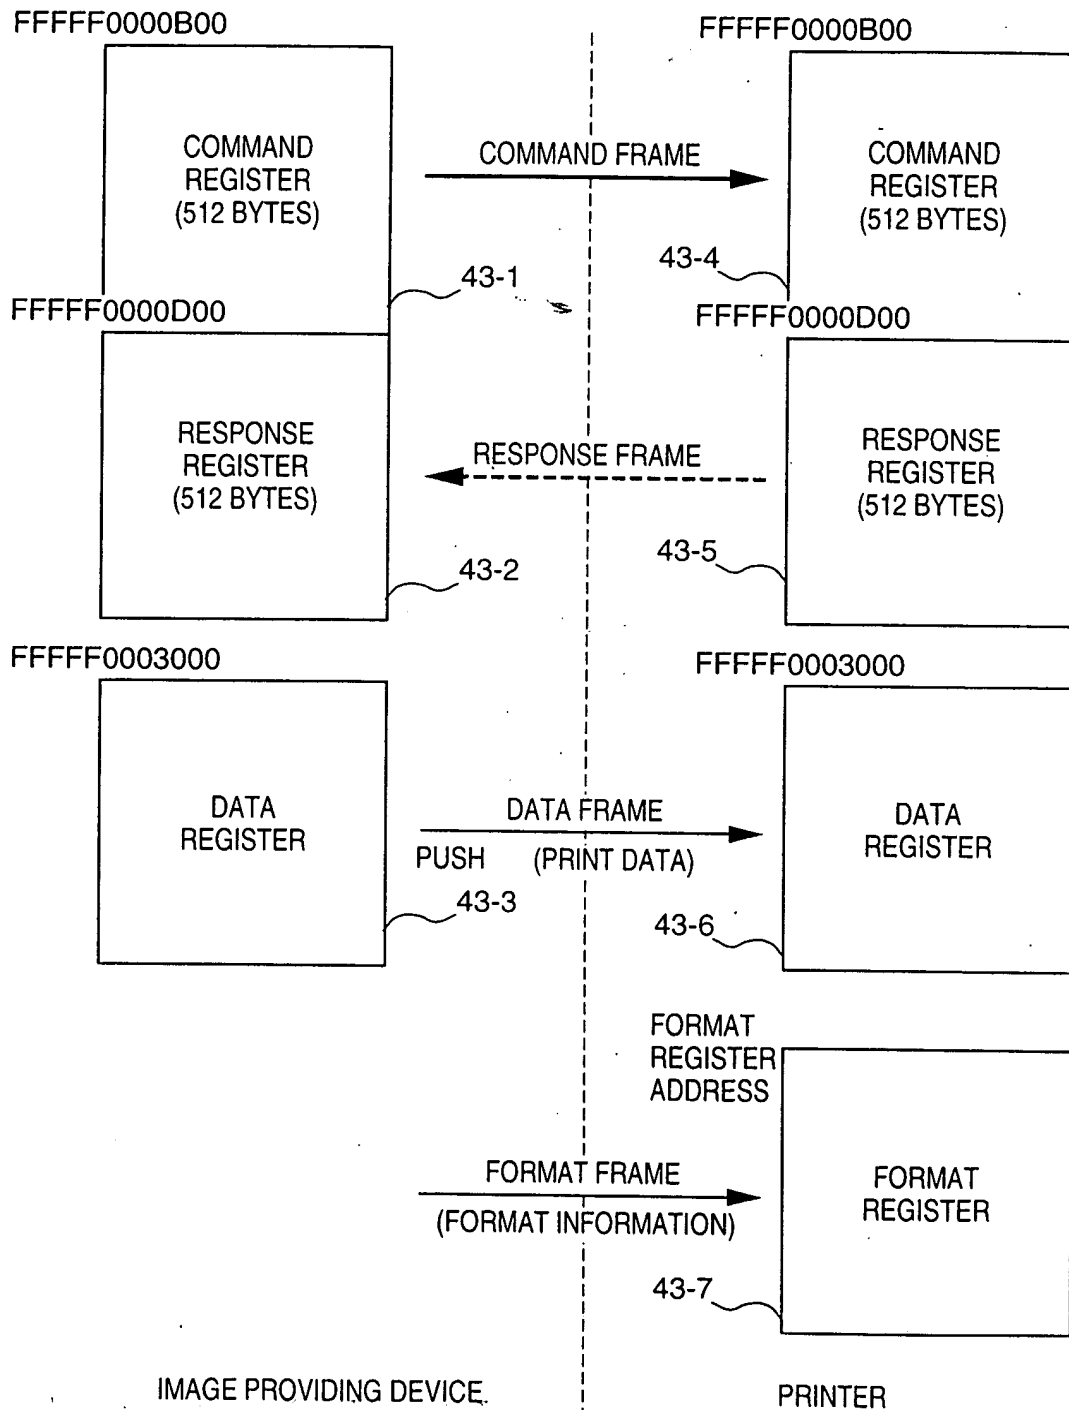 FFFFF0000B00
FFFFF0000B00
COMMAND
REGISTER
(512 BYTES)
COMMAND FRAME
COMMAND
REGISTER
(512 BYTES)
43-1
43-4
FFFFF0000D00
FFFFF0000D00
RESPONSE
REGISTER
(512 BYTES)
RESPONSE FRAME
RESPONSE
REGISTER
(512 BYTES)
43-2
43-5
FFFFF0003000
FFFFF0003000
DATA
REGISTER
DATA FRAME
PUSH (PRINT DATA)
DATA
REGISTER
43-3
43-6
FORMAT
REGISTER
ADDRESS
FORMAT FRAME
(FORMAT INFORMATION)
FORMAT
REGISTER
43-7
IMAGE PROVIDING DEVICE
PRINTER